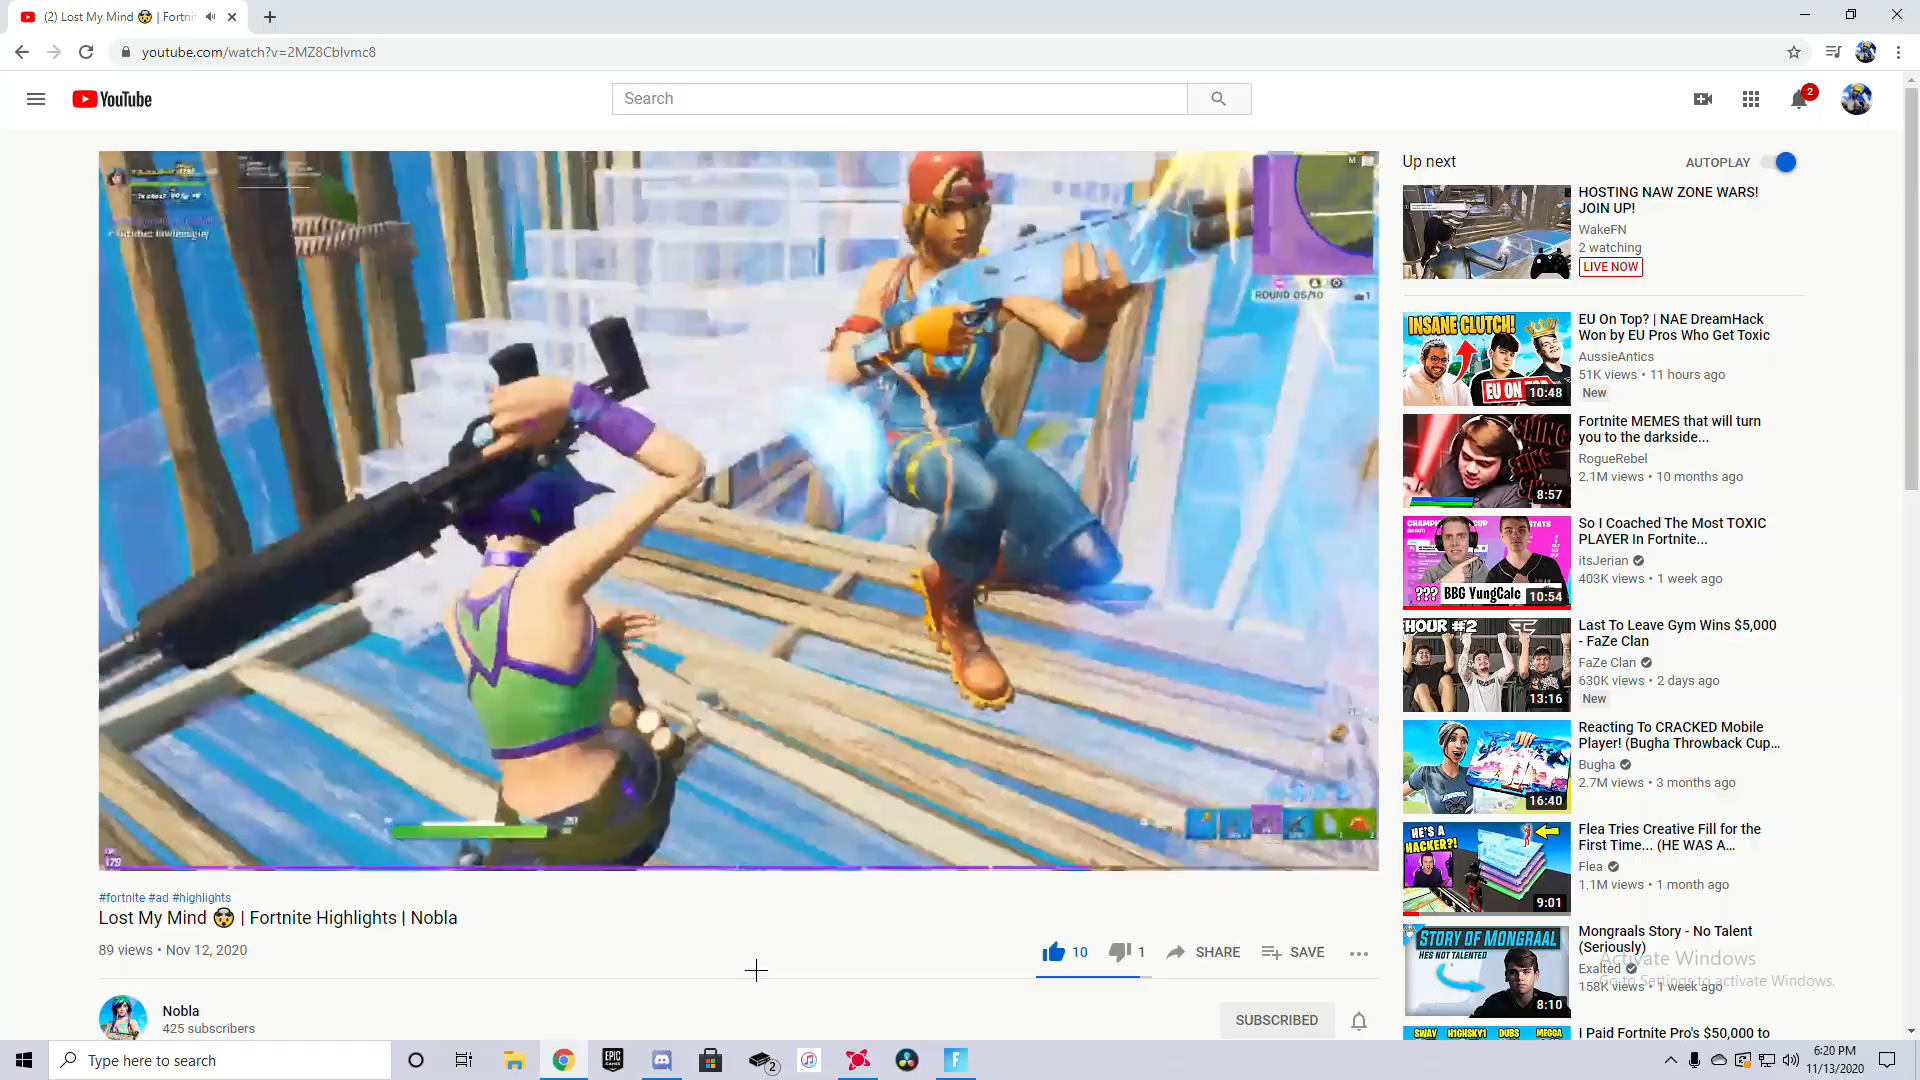 (2) Lost My Mind 🤯 | Fortni
youtube.com/watch?v=2MZ8Cblvmc8
YouTube
Search
2
Up next
AUTOPLAY
HOSTING NAW ZONE WARS! JOIN UP!
WakeFN
2 watching
LIVE NOW
INSANE CLUTCH!
EU ON TOP
10:48
EU On Top? | NAE DreamHack
Won by EU Pros Who Get Toxic
AussieAntics
51K views • 11 hours ago
New
8:57
Fortnite MEMES that will turn
you to the darkside...
RogueRebel
2.1M views • 10 months ago
??? BBG YungCalc
10:54
So I Coached The Most TOXIC
PLAYER In Fortnite...
itsJerian
403K views • 1 week ago
HOUR #2
13:16
Last To Leave Gym Wins $5,000
- FaZe Clan
FaZe Clan
630K views • 2 days ago
New
16:40
Reacting To CRACKED Mobile
Player! (Bugha Throwback Cup...
Bugha
2.7M views • 3 months ago
HE'S A
HACKER?!
9:01
Flea Tries Creative Fill for the
First Time... (HE WAS A...
Flea
1.1M views • 1 month ago
STORY OF MONGRAAL
HES NOT TALENTED
8:10
Mongraals Story - No Talent
(Seriously)
Exalted
158K views • 1 week ago
SWAY H1GHSKY1 DUBS MEGGA
I Paid Fortnite Pro's $50,000 to
Activate Windows
Go to Settings to activate Windows.
M
ROUND 05/10
179
#fortnite #ad #highlights
Lost My Mind 🤯 | Fortnite Highlights | Nobla
89 views • Nov 12, 2020
10
1
SHARE
SAVE
Nobla
425 subscribers
SUBSCRIBED
Type here to search
EPIC
GAMES
2
F
6:20 PM
11/13/2020